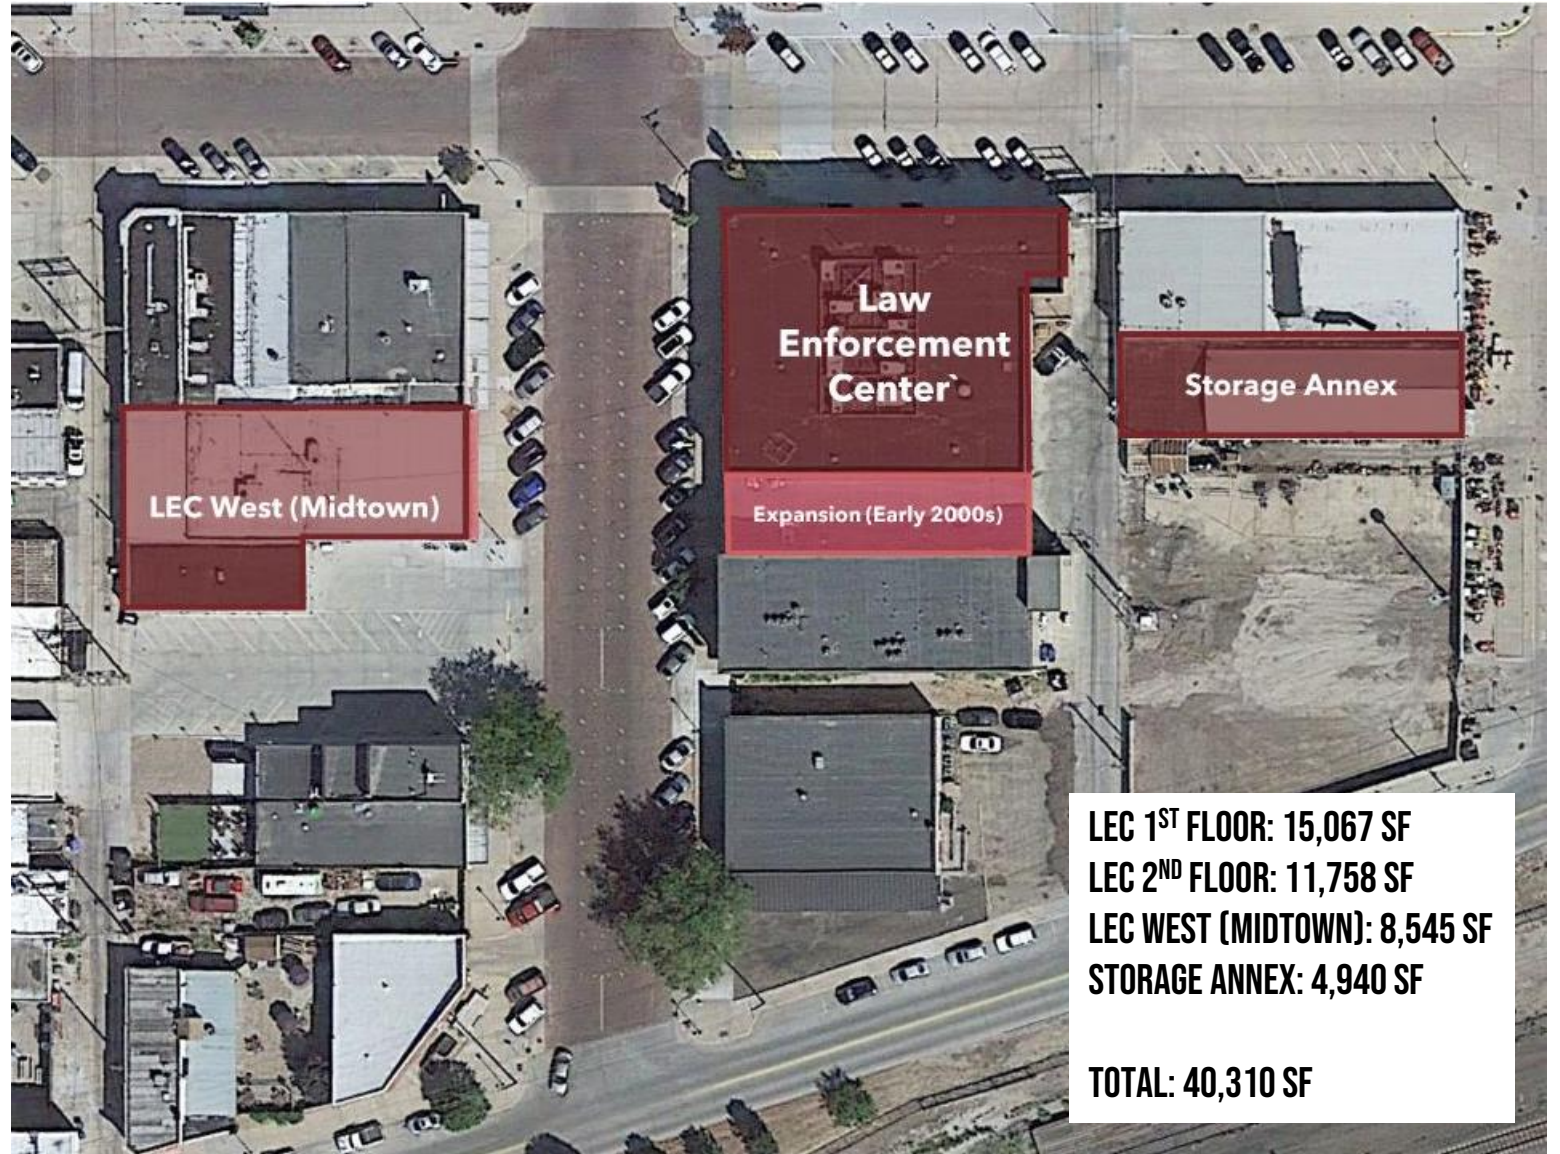 Law
Enforcement
Center`
Storage Annex
LEC West (Midtown)
Expansion (Early 2000s)
LEC 1ST FLOOR: 15,067 SF
LEC 2ND FLOOR: 11,758 SF
LEC WEST (MIDTOWN): 8,545 SF
STORAGE ANNEX: 4,940 SF
TOTAL: 40,310 SF